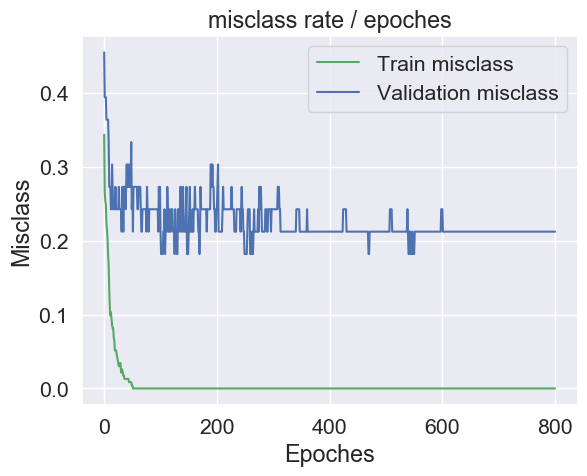 misclass rate / epoches
Train misclass
Validation misclass
Misclass
0.4
0.3
0.2
0.1
0.0
0
200
400
600
800
Epoches